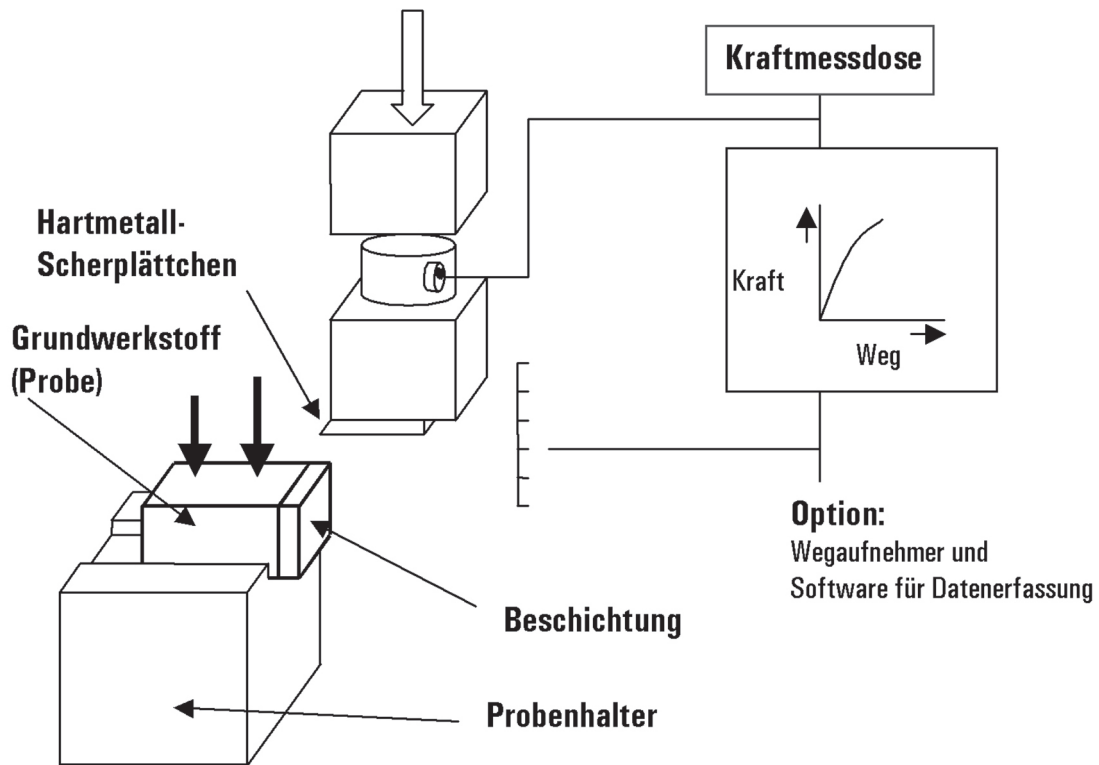 Kraftmessdose
Hartmetall-
Scherplättchen
Kraft
Weg
Grundwerkstoff
(Probe)
Option:
Wegaufnehmer und
Software für Datenerfassung
Beschichtung
Probenhalter